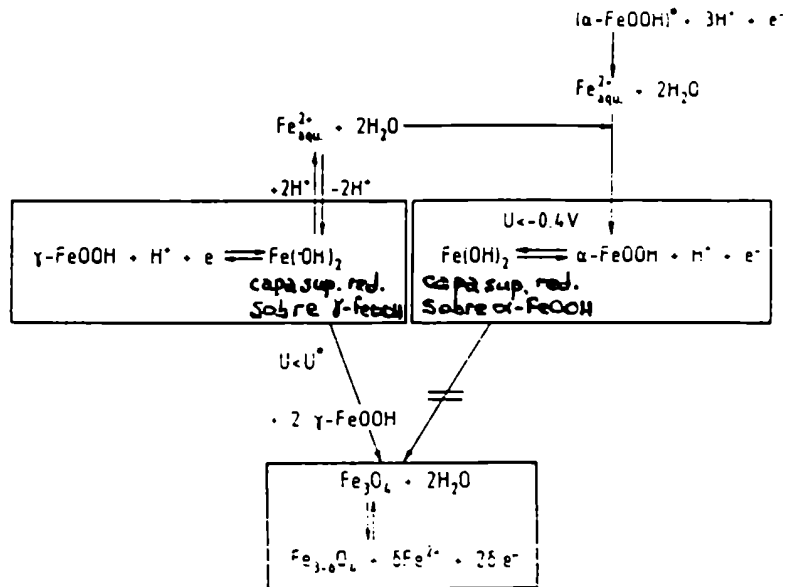 (α-FeOOH)* + 3H⁺ + e⁻
Fe²⁺aqu. + 2H₂O
Fe²⁺aqu. + 2H₂O
+2H⁺ -2H⁺
U<-0.4V
γ-FeOOH + H⁺ + e ⇌ Fe(OH)₂
Fe(OH)₂ ⇌ α-FeOOH + H⁺ + e⁻
capa sup. red.
sobre γ-FeOOH
capa sup. red.
sobre α-FeOOH
U<U*
+ 2 γ-FeOOH
Fe₃O₄ + 2H₂O
Fe₃₋δO₄ + δFe²⁺ + 2δe⁻